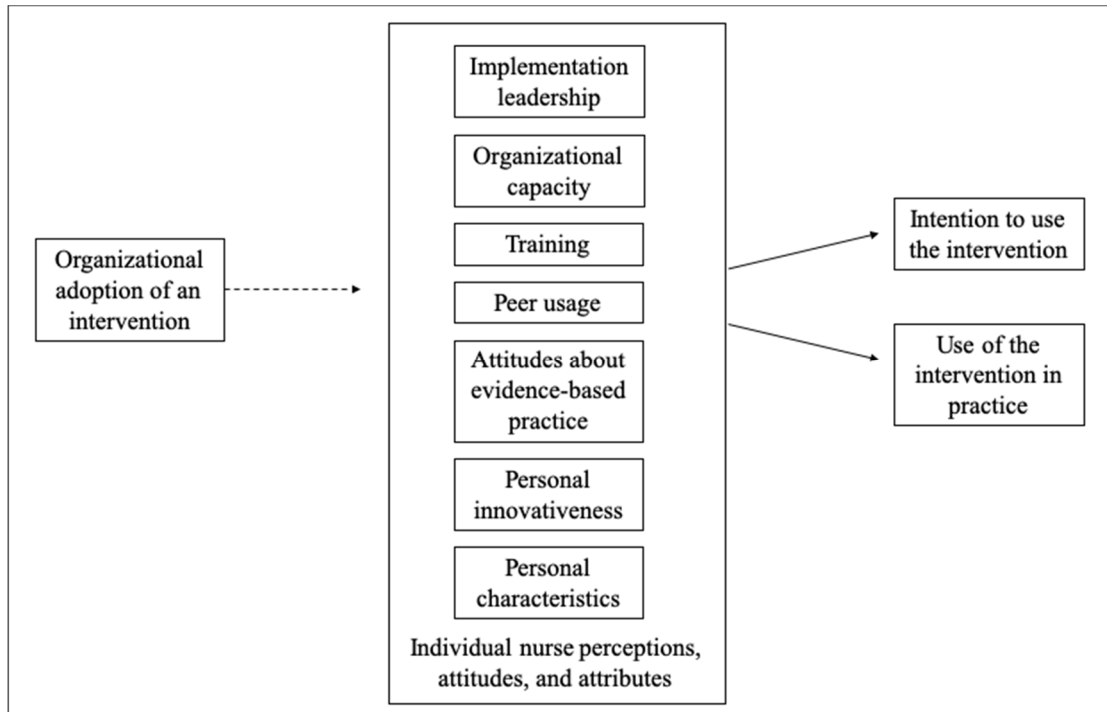 Organizational
adoption of an
intervention
Implementation
leadership
Organizational
capacity
Training
Peer usage
Attitudes about
evidence-based
practice
Personal
innovativeness
Personal
characteristics
Individual nurse perceptions,
attitudes, and attributes
Intention to use
the intervention
Use of the
intervention in
practice